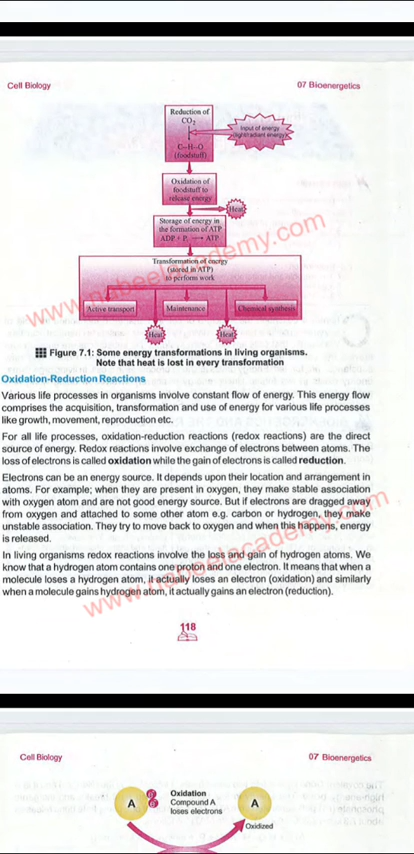 Cell Biology
07 Bioenergetics
Reduction of
CO2
Input of energy
(light/radiant energy)
C–H–O
(foodstuff)
Oxidation of
foodstuff to
release energy
Heat
Storage of energy in
the formation of ATP
ADP + Pi → ATP
Transformation of energy
(stored in ATP)
to perform work
Active transport
Maintenance
Chemical synthesis
Heat
Heat
www.nabeelacademy.com
Figure 7.1: Some energy transformations in living organisms.
Note that heat is lost in every transformation
Oxidation-Reduction Reactions
Various life processes in organisms involve constant flow of energy. This energy flow
comprises the acquisition, transformation and use of energy for various life processes
like growth, movement, reproduction etc.
For all life processes, oxidation-reduction reactions (redox reactions) are the direct
source of energy. Redox reactions involve exchange of electrons between atoms. The
loss of electrons is called oxidation while the gain of electrons is called reduction.
Electrons can be an energy source. It depends upon their location and arrangement in
atoms. For example; when they are present in oxygen, they make stable association
with oxygen atom and are not good energy source. But if electrons are dragged away
from oxygen and attached to some other atom e.g. carbon or hydrogen, they make
unstable association. They try to move back to oxygen and when this happens, energy
is released.
In living organisms redox reactions involve the loss and gain of hydrogen atoms. We
know that a hydrogen atom contains one proton and one electron. It means that when a
molecule loses a hydrogen atom, it actually loses an electron (oxidation) and similarly
when a molecule gains hydrogen atom, it actually gains an electron (reduction).
www.nabeelacademy.com
118
Cell Biology
07 Bioenergetics
A
e-
e-
Oxidation
Compound A
loses electrons
A
Oxidized